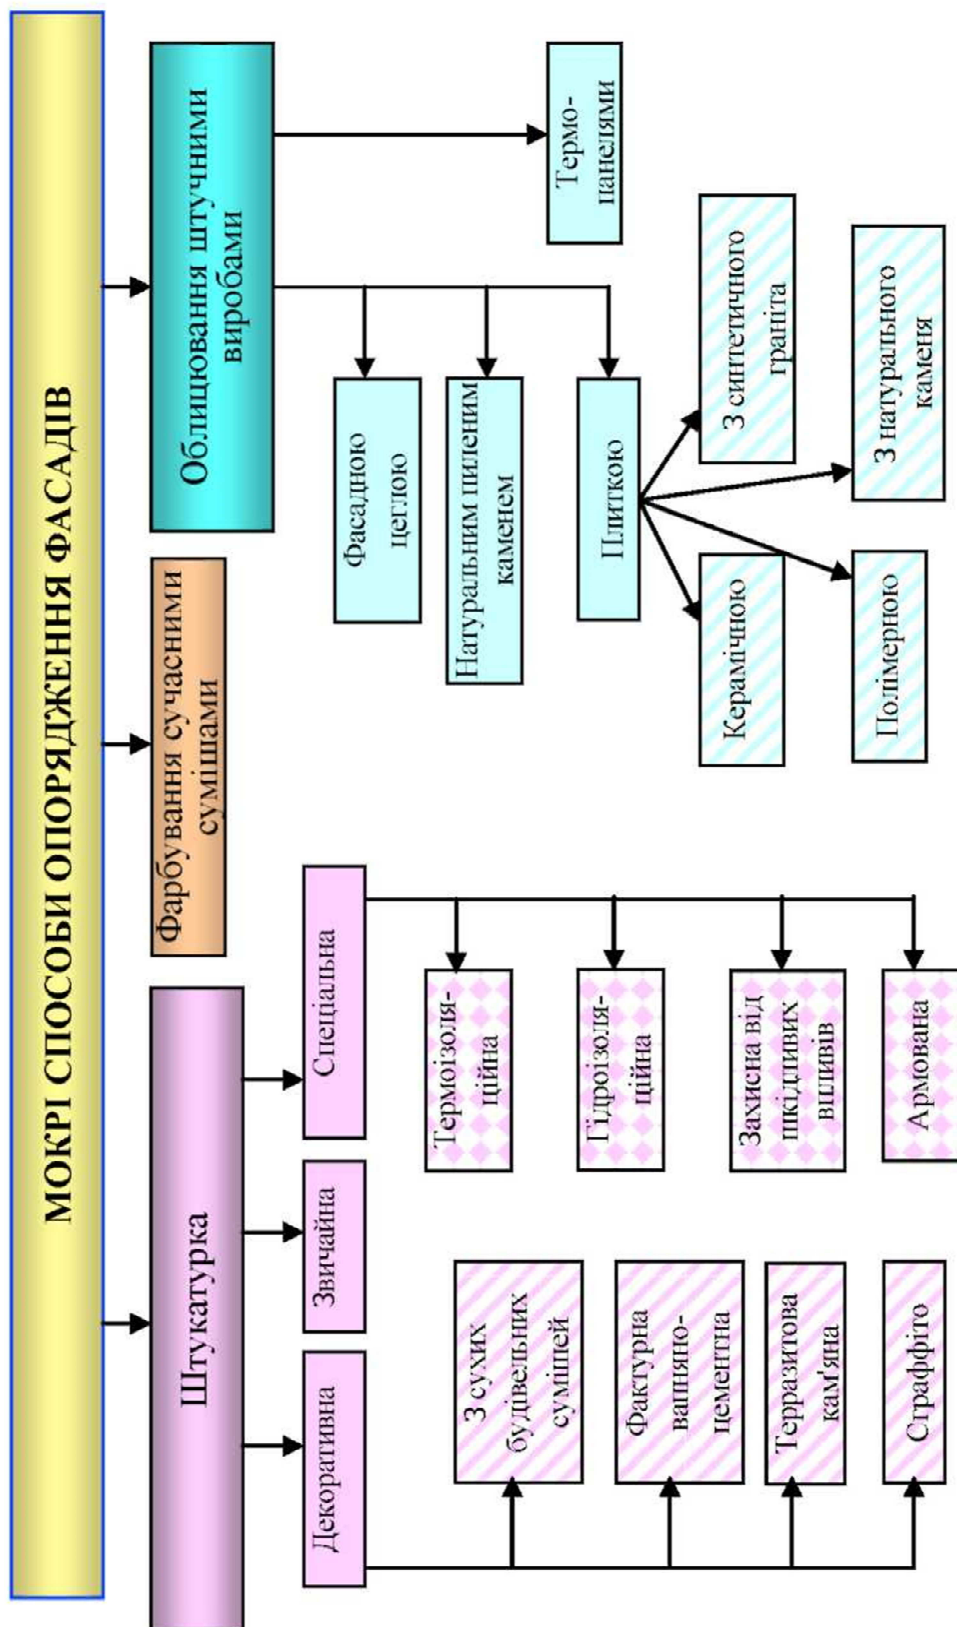 МОКРІ СПОСОБИ ОПОРЯДЖЕННЯ ФАСАДІВ
Штукатурка
Фарбування сучасними
сумішами
Облицювання штучними
виробами
Декоративна
Звичайна
Спеціальна
З сухих
будівельних
сумішей
Фактурна
вапняно-
цементна
Терразитова
кам'яна
Сграффіто
Термоізоля-
ційна
Гідроізоля-
ційна
Захисна від
шкідливих
впливів
Армована
Фасадною
цеглою
Натуральним пиленим
каменем
Плиткою
Термо-
панелями
Керамічною
З синтетичного
граніта
Полімерною
З натурального
каменя